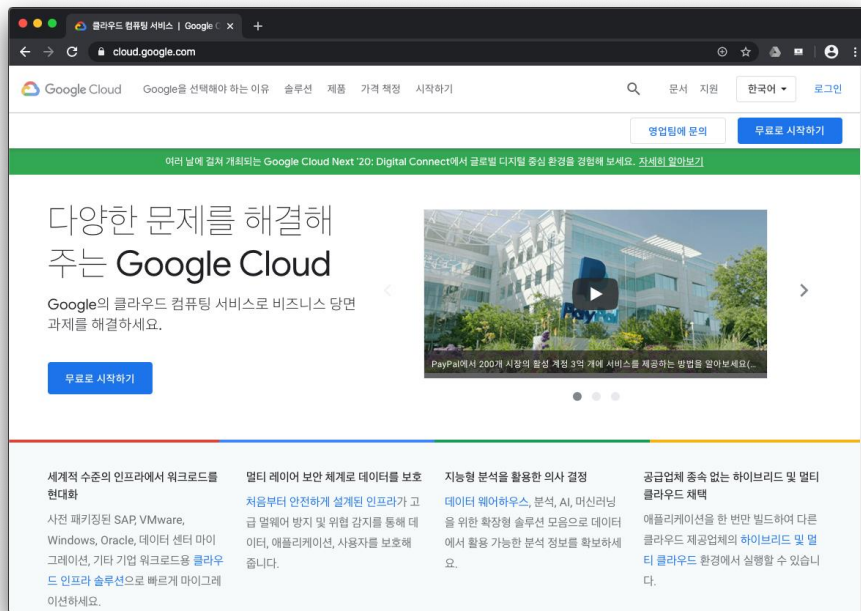 클라우드 컴퓨팅 서비스 | Google C
cloud.google.com
Google Cloud Google을 선택해야 하는 이유 솔루션 제품 가격 책정 시작하기 문서 지원 한국어 로그인
영업팀에 문의 무료로 시작하기
여러 날에 걸쳐 개최되는 Google Cloud Next '20: Digital Connect에서 글로벌 디지털 중심 환경을 경험해 보세요. 자세히 알아보기
다양한 문제를 해결해
주는 Google Cloud
Google의 클라우드 컴퓨팅 서비스로 비즈니스 당면
과제를 해결하세요.
무료로 시작하기
PayPal
PayPal에서 200개 시장의 활성 계정 3억 개에 서비스를 제공하는 방법을 알아보세요(...
세계적 수준의 인프라에서 워크로드를
현대화
사전 패키징된 SAP, VMware,
Windows, Oracle, 데이터 센터 마이
그레이션, 기타 기업 워크로드용 클라우
드 인프라 솔루션으로 빠르게 마이그레
이션하세요.
멀티 레이어 보안 체계로 데이터를 보호
처음부터 안전하게 설계된 인프라가 고
급 멀웨어 방지 및 위협 감지를 통해 데
이터, 애플리케이션, 사용자를 보호해
줍니다.
지능형 분석을 활용한 의사 결정
데이터 웨어하우스, 분석, AI, 머신러닝
을 위한 확장형 솔루션 모음으로 데이터
에서 활용 가능한 분석 정보를 확보하세
요.
공급업체 종속 없는 하이브리드 및 멀티
클라우드 채택
애플리케이션을 한 번만 빌드하여 다른
클라우드 제공업체의 하이브리드 및 멀
티 클라우드 환경에서 실행할 수 있습니
다.